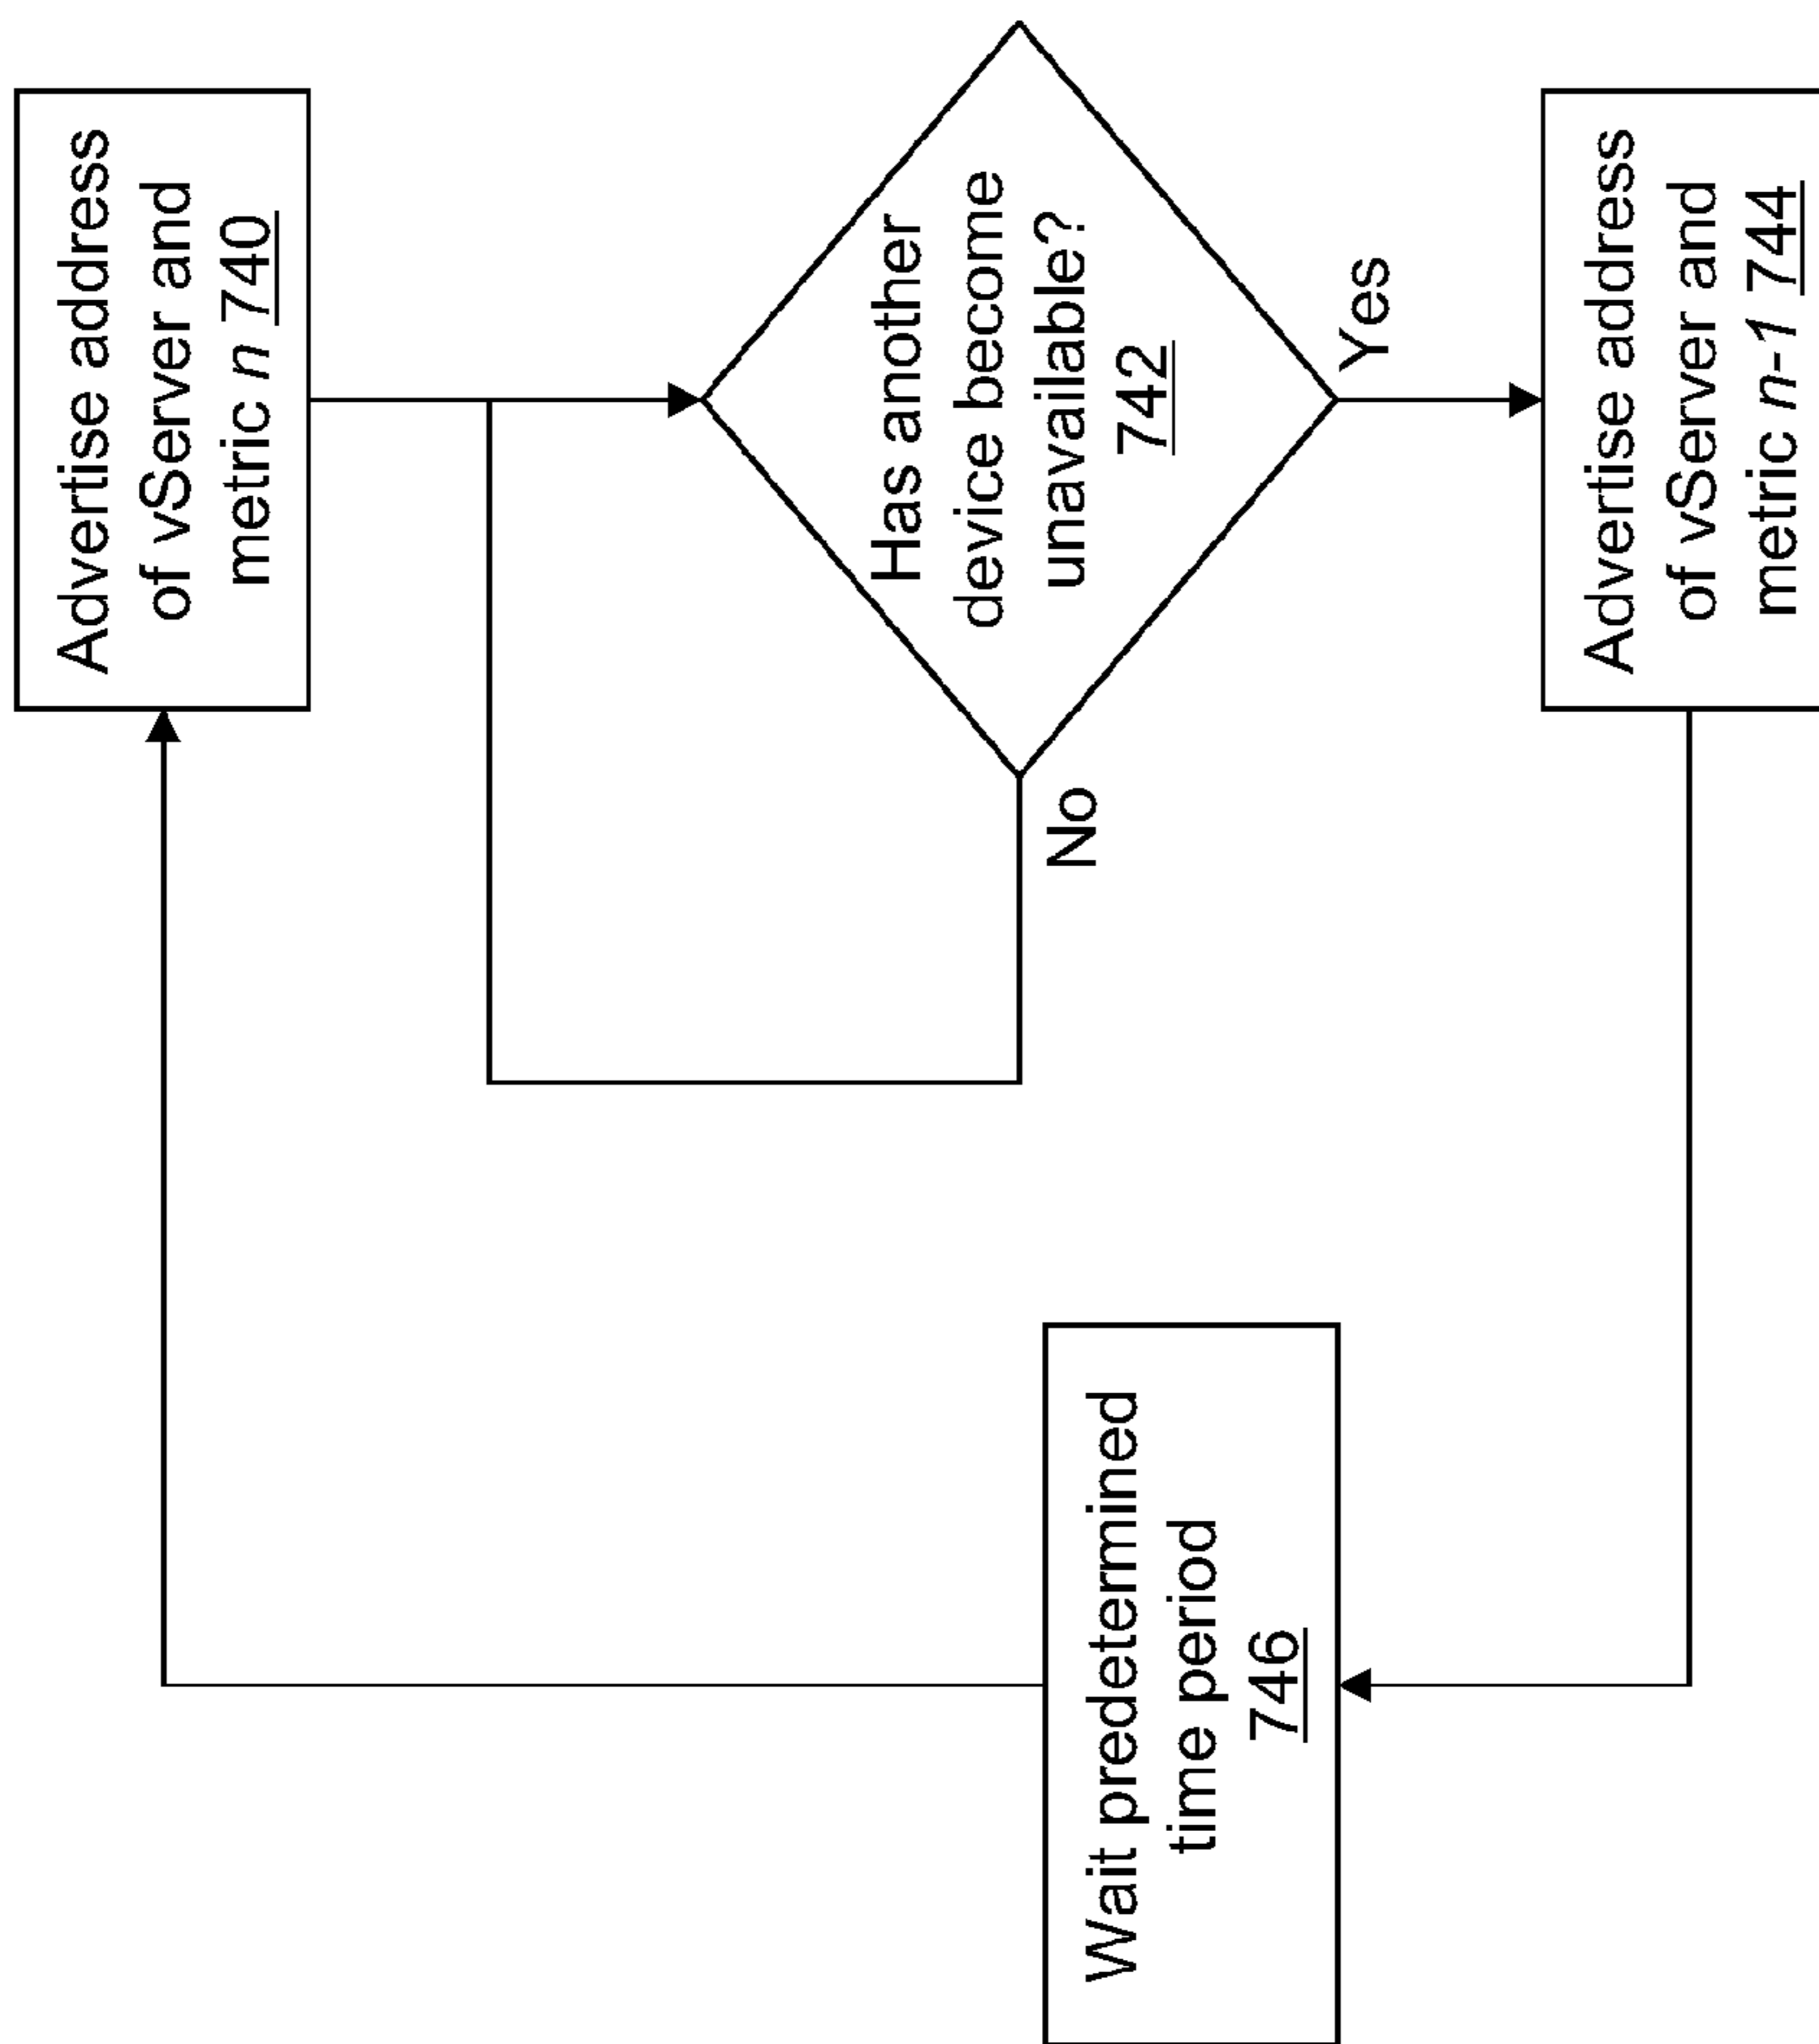 Advertise address
of vServer and
metric n 740
Has another
device become
unavailable?
742
No
Yes
Advertise address
of vServer and
metric n-1 744
Wait predetermined
time period
746